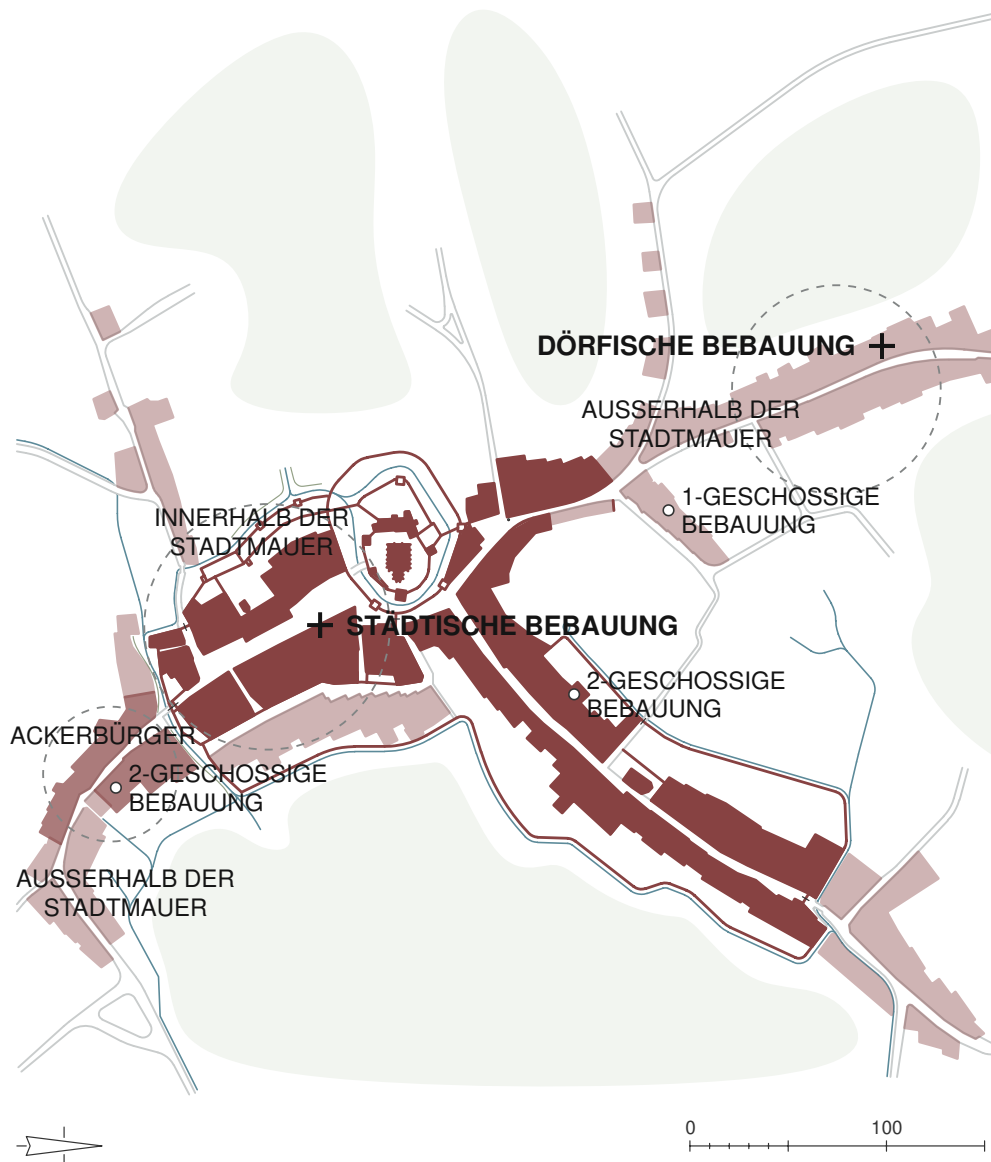 DÖRFISCHE BEBAUUNG
AUSSERHALB DER
STADTMAUER
1-GESCHOSSIGE
BEBAUUNG
INNERHALB DER
STADTMAUER
STÄDTISCHE BEBAUUNG
2-GESCHOSSIGE
BEBAUUNG
ACKERBÜRGER
2-GESCHOSSIGE
BEBAUUNG
AUSSERHALB DER
STADTMAUER
0 100